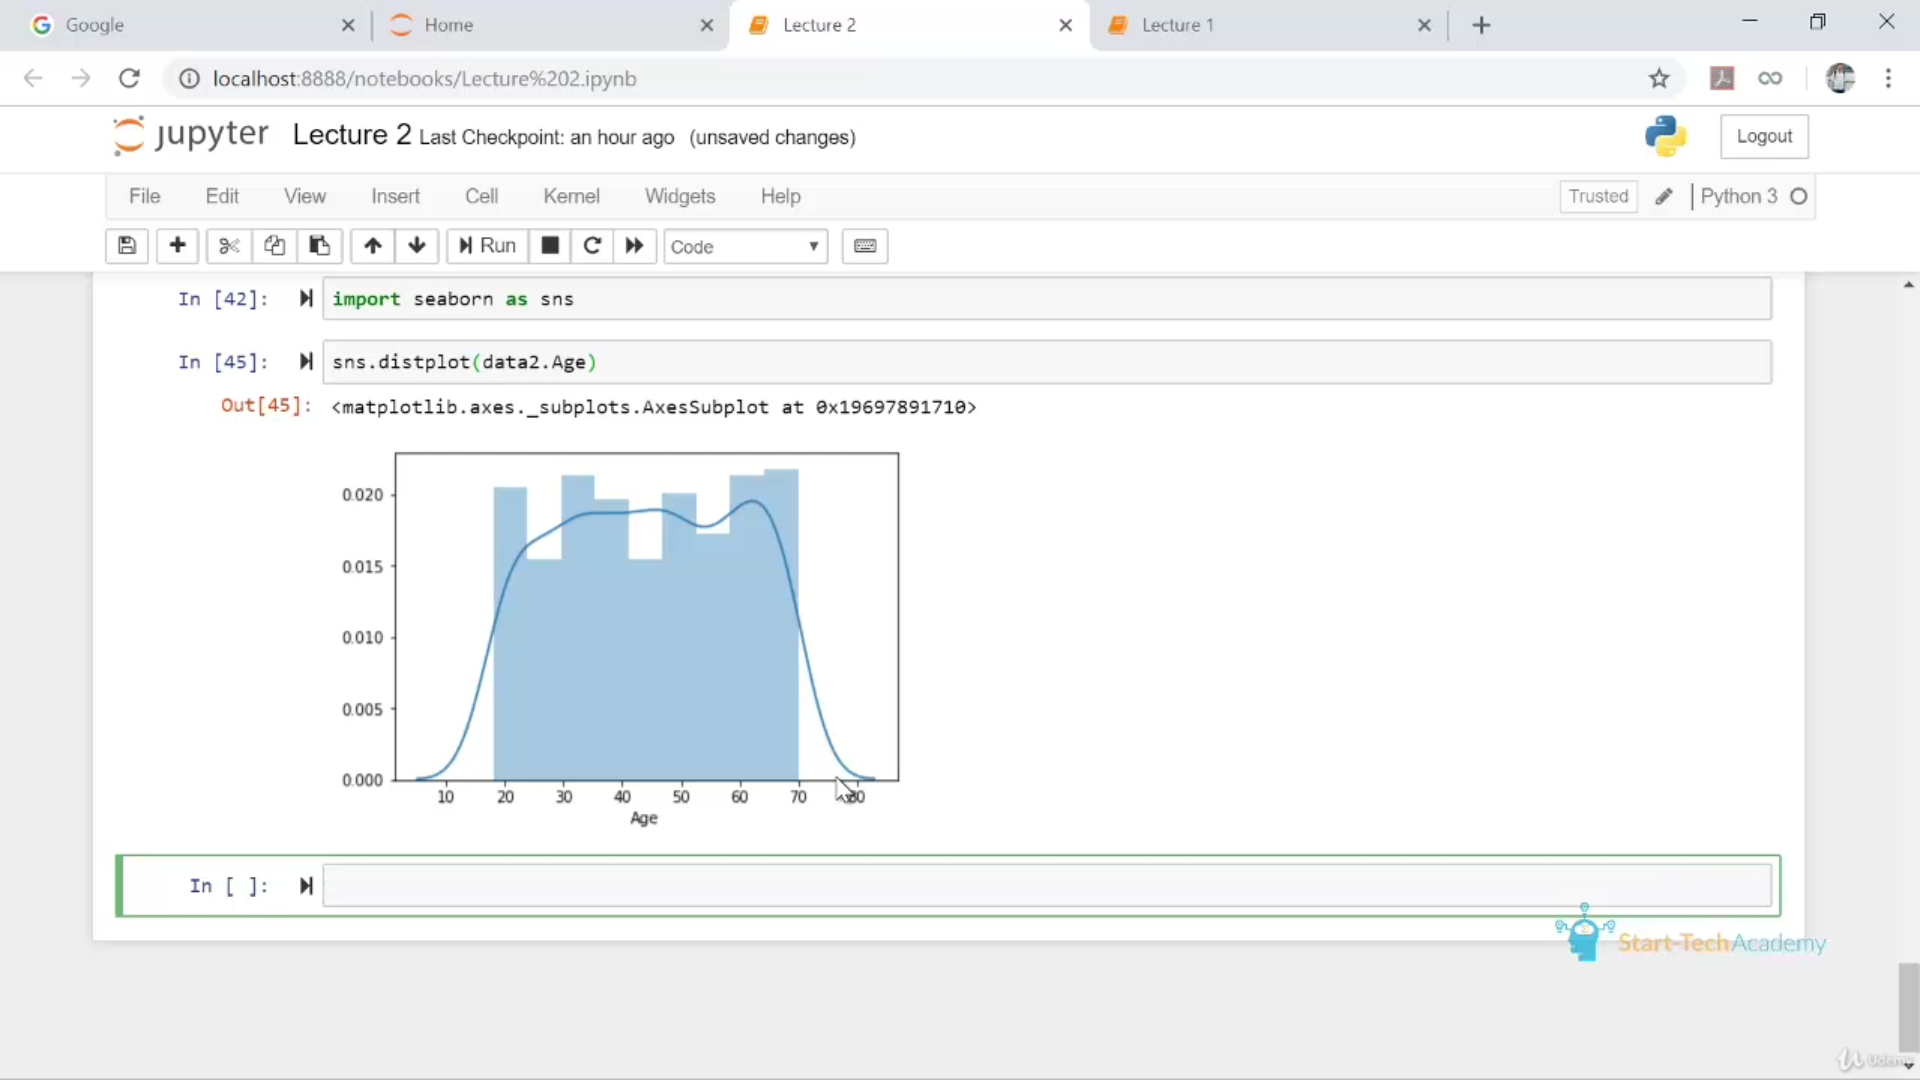 Google
Home
Lecture 2
Lecture 1
localhost:8888/notebooks/Lecture%202.ipynb
jupyter Lecture 2 Last Checkpoint: an hour ago (unsaved changes)
Logout
File Edit View Insert Cell Kernel Widgets Help
Trusted
Python 3
Run
Code
In [42]: import seaborn as sns
In [45]: sns.distplot(data2.Age)
Out[45]: <matplotlib.axes._subplots.AxesSubplot at 0x19697891710>
0.020
0.015
0.010
0.005
0.000
10 20 30 40 50 60 70 80
Age
In [ ]:
Start-TechAcademy
Udemy